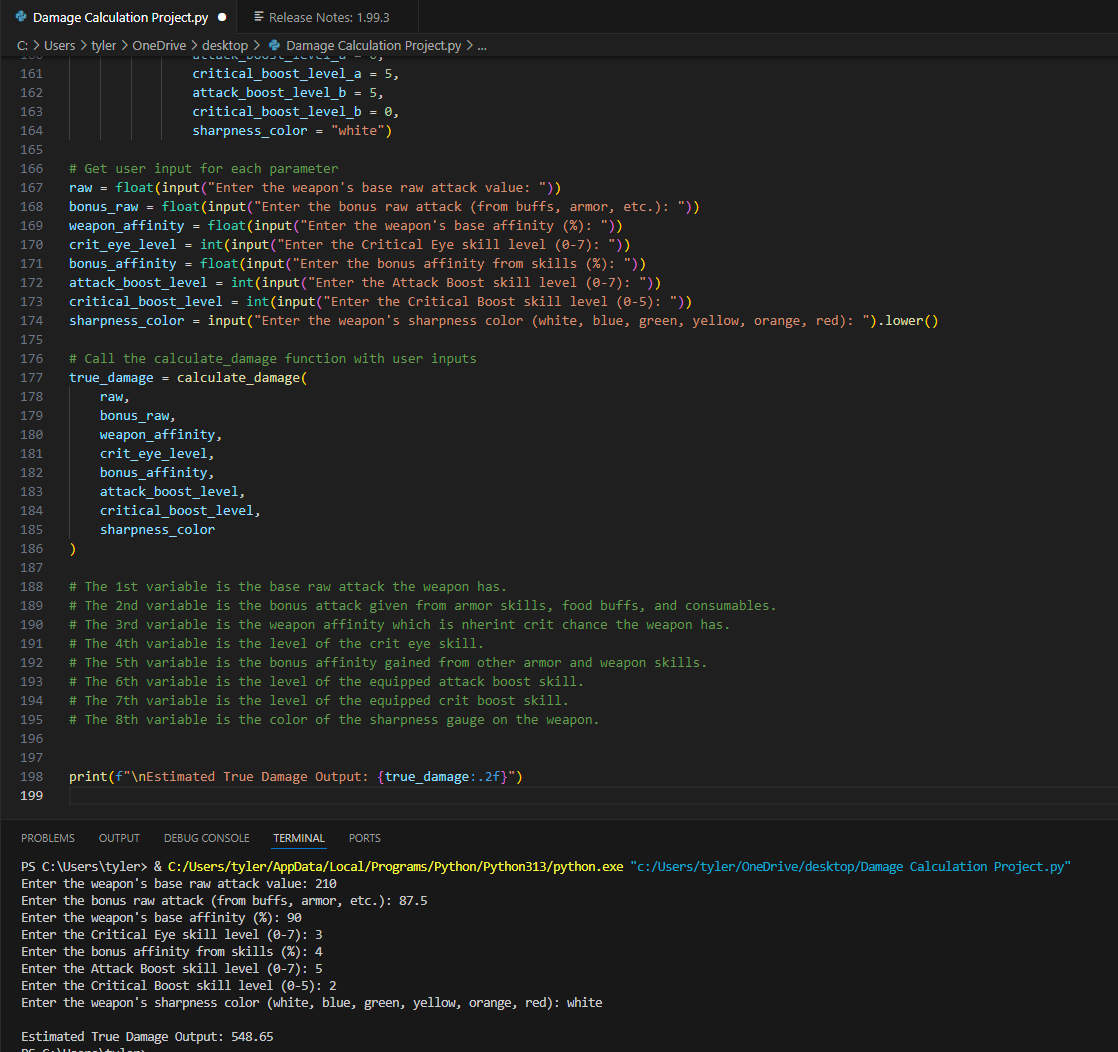 Damage Calculation Project.py ● Release Notes: 1.99.3
C: > Users > tyler > OneDrive > desktop > Damage Calculation Project.py > ...
161 critical_boost_level_a = 5,
162 attack_boost_level_b = 5,
163 critical_boost_level_b = 0,
164 sharpness_color = "white")
165
166 # Get user input for each parameter
167 raw = float(input("Enter the weapon's base raw attack value: "))
168 bonus_raw = float(input("Enter the bonus raw attack (from buffs, armor, etc.): "))
169 weapon_affinity = float(input("Enter the weapon's base affinity (%): "))
170 crit_eye_level = int(input("Enter the Critical Eye skill level (0-7): "))
171 bonus_affinity = float(input("Enter the bonus affinity from skills (%): "))
172 attack_boost_level = int(input("Enter the Attack Boost skill level (0-7): "))
173 critical_boost_level = int(input("Enter the Critical Boost skill level (0-5): "))
174 sharpness_color = input("Enter the weapon's sharpness color (white, blue, green, yellow, orange, red): ").lower()
175
176 # Call the calculate_damage function with user inputs
177 true_damage = calculate_damage(
178 raw,
179 bonus_raw,
180 weapon_affinity,
181 crit_eye_level,
182 bonus_affinity,
183 attack_boost_level,
184 critical_boost_level,
185 sharpness_color
186 )
187
188 # The 1st variable is the base raw attack the weapon has.
189 # The 2nd variable is the bonus attack given from armor skills, food buffs, and consumables.
190 # The 3rd variable is the weapon affinity which is nherint crit chance the weapon has.
191 # The 4th variable is the level of the crit eye skill.
192 # The 5th variable is the bonus affinity gained from other armor and weapon skills.
193 # The 6th variable is the level of the equipped attack boost skill.
194 # The 7th variable is the level of the equipped crit boost skill.
195 # The 8th variable is the color of the sharpness gauge on the weapon.
196
197
198 print(f"\nEstimated True Damage Output: {true_damage:.2f}")
199
PROBLEMS OUTPUT DEBUG CONSOLE TERMINAL PORTS
PS C:\Users\tyler> & C:/Users/tyler/AppData/Local/Programs/Python/Python313/python.exe "c:/Users/tyler/OneDrive/desktop/Damage Calculation Project.py"
Enter the weapon's base raw attack value: 210
Enter the bonus raw attack (from buffs, armor, etc.): 87.5
Enter the weapon's base affinity (%): 90
Enter the Critical Eye skill level (0-7): 3
Enter the bonus affinity from skills (%): 4
Enter the Attack Boost skill level (0-7): 5
Enter the Critical Boost skill level (0-5): 2
Enter the weapon's sharpness color (white, blue, green, yellow, orange, red): white
Estimated True Damage Output: 548.65